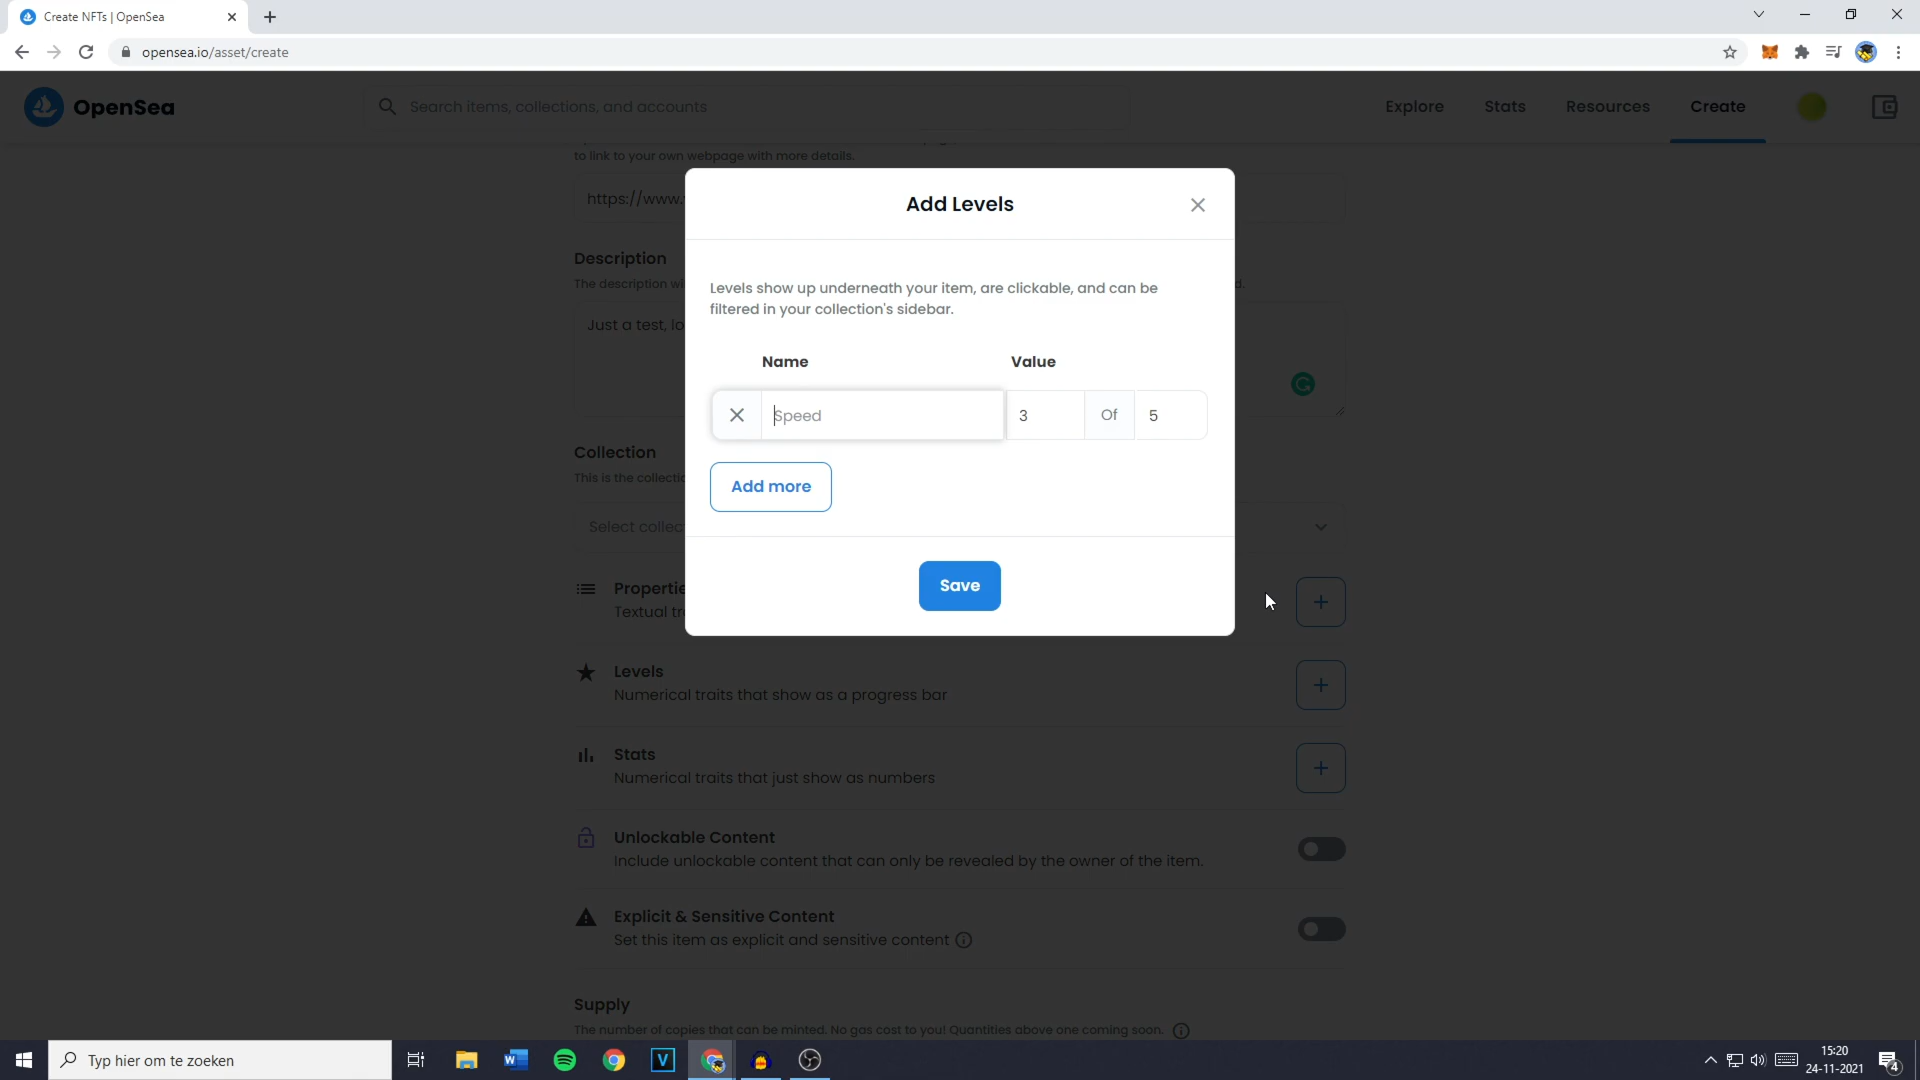 Create NFTs | OpenSea
opensea.io/asset/create
OpenSea
Search items, collections, and accounts
Explore
Stats
Resources
Create
to link to your own webpage with more details.
https://www.
Add Levels
Description
The description wi
d.
Levels show up underneath your item, are clickable, and can be
filtered in your collection's sidebar.
Just a test, lo
Name
Value
Speed
3
Of
5
Collection
This is the collectio
Add more
Select collec
Save
Propertie
Textual tr
Levels
Numerical traits that show as a progress bar
Stats
Numerical traits that just show as numbers
Unlockable Content
Include unlockable content that can only be revealed by the owner of the item.
Explicit & Sensitive Content
Set this item as explicit and sensitive content
Supply
The number of copies that can be minted. No gas cost to you! Quantities above one coming soon.
Typ hier om te zoeken
15:20
24-11-2021
4